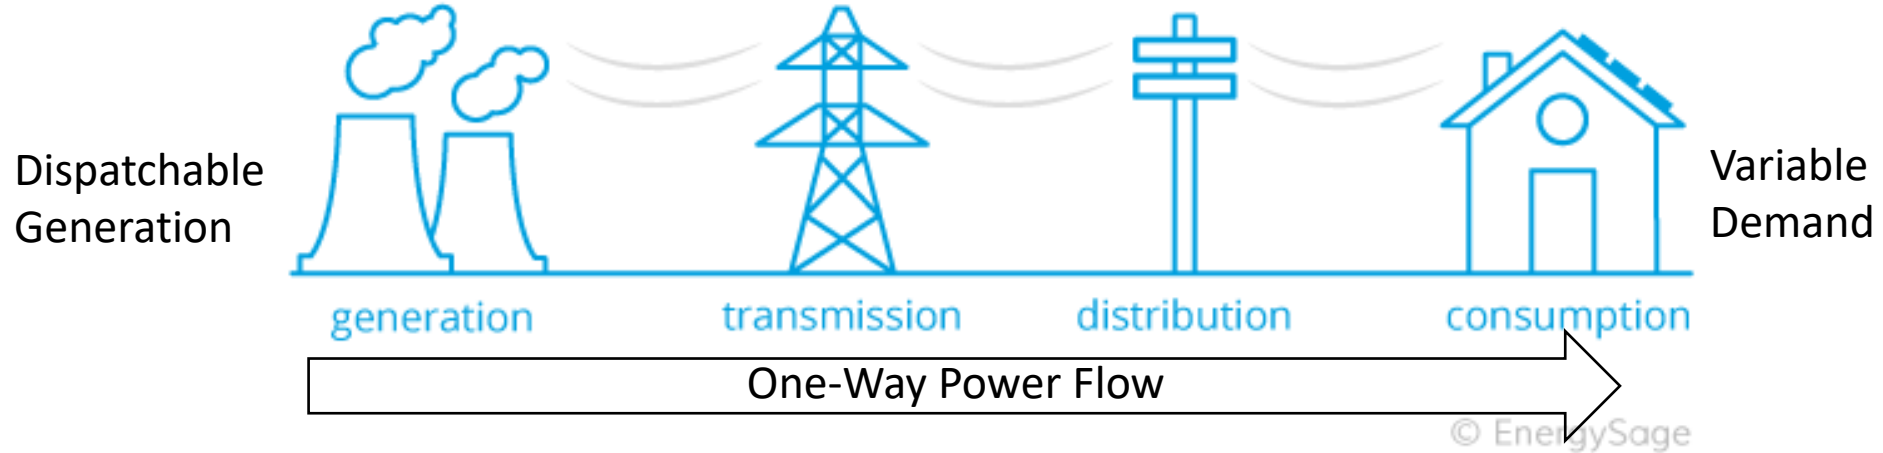 Dispatchable
Generation
Variable
Demand
generation
transmission
distribution
consumption
One-Way Power Flow
© EnergySage